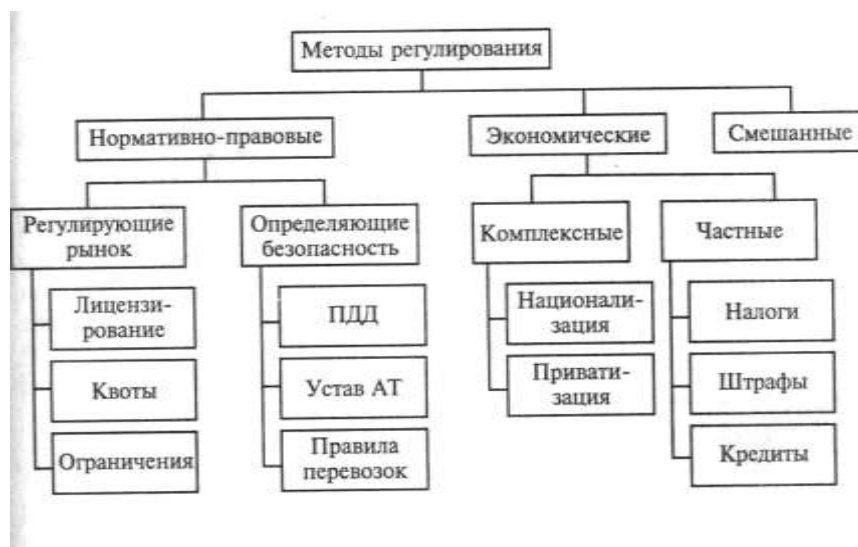 Методы регулирования
Нормативно-правовые
Экономические
Смешанные
Регулирующие
рынок
Определяющие
безопасность
Комплексные
Частные
Лицензи-
рование
Квоты
Ограничения
ПДД
Устав АТ
Правила
перевозок
Национали-
зация
Привати-
зация
Налоги
Штрафы
Кредиты